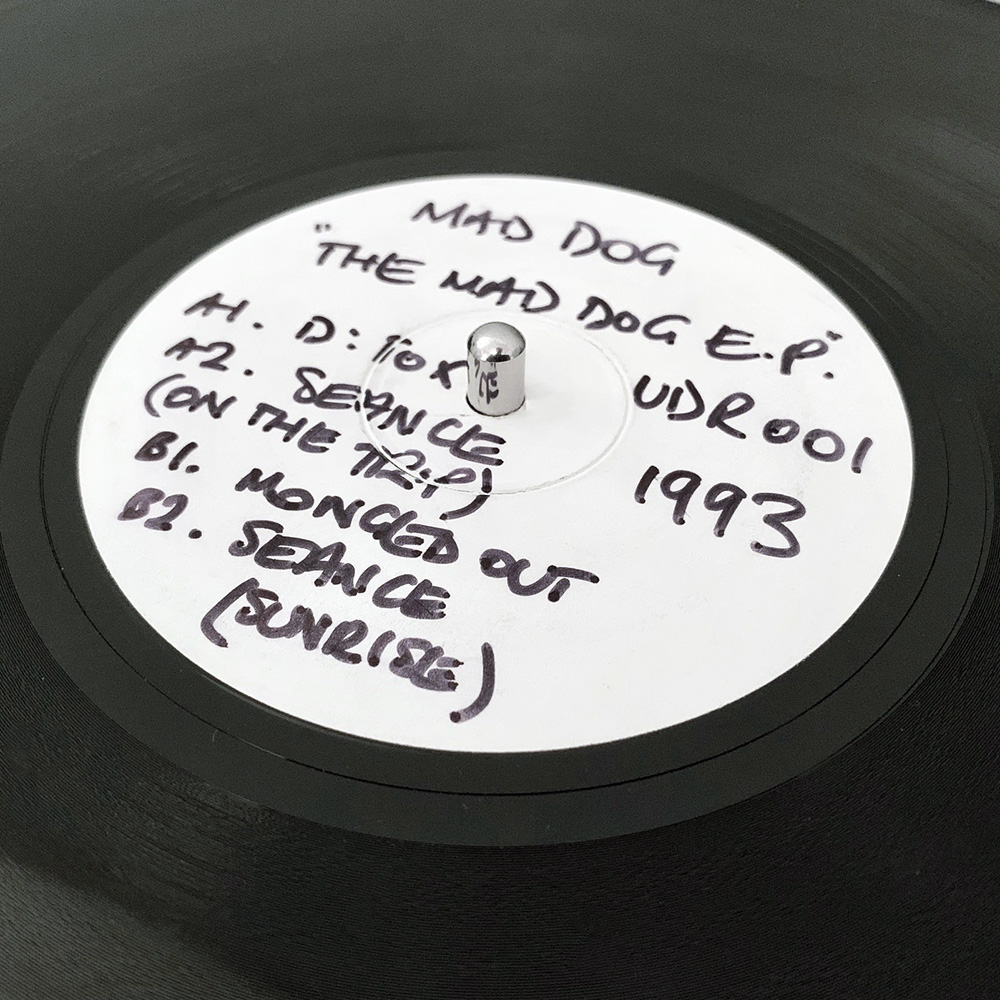 MAD DOG
"THE MAD DOG E.P."
A1. D:Tox
A2. SEANCE
(ON THE TRIP)
B1. MONGED OUT
B2. SEANCE
(SUNRISE)
UDR001
1993